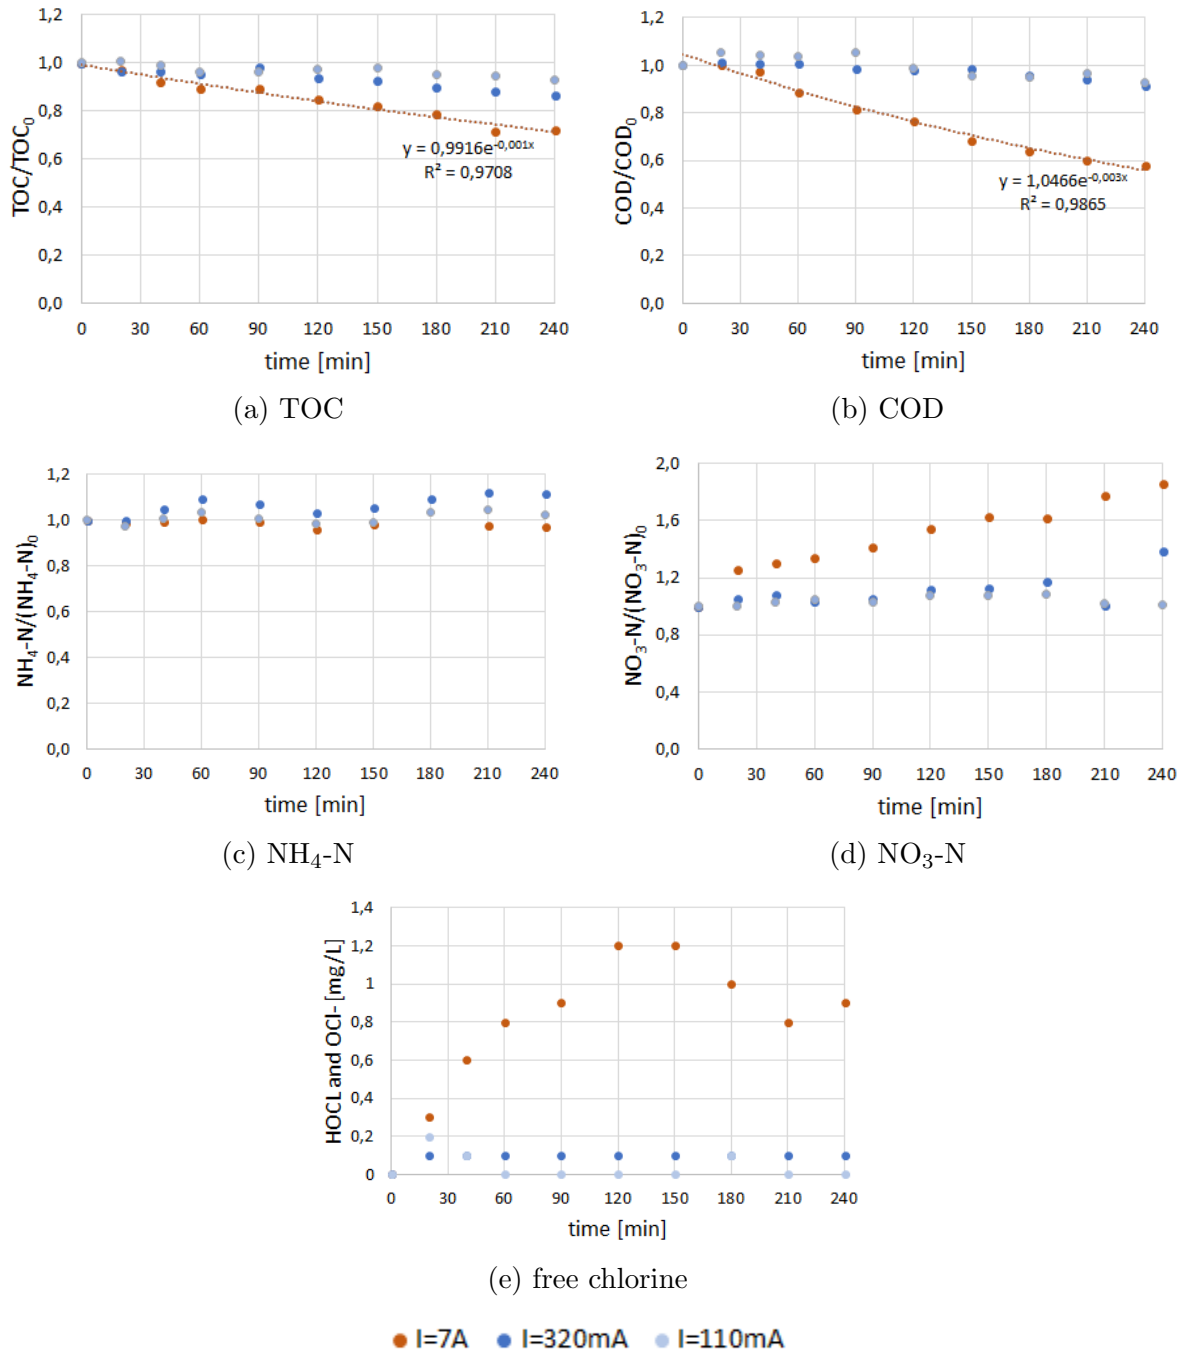 1,2
1,0
0,8
0,6
0,4
0,2
0,0
TOC/TOC₀
y = 0,9916e^-0,001x
R² = 0,9708
0 30 60 90 120 150 180 210 240
time [min]
(a) TOC
1,2
1,0
0,8
0,6
0,4
0,2
0,0
COD/COD₀
y = 1,0466e^-0,003x
R² = 0,9865
0 30 60 90 120 150 180 210 240
time [min]
(b) COD
1,2
1,0
0,8
0,6
0,4
0,2
0,0
NH₄-N/(NH₄-N)₀
0 30 60 90 120 150 180 210 240
time [min]
(c) NH₄-N
2,0
1,6
1,2
0,8
0,4
0,0
NO₃-N/(NO₃-N)₀
0 30 60 90 120 150 180 210 240
time [min]
(d) NO₃-N
1,4
1,2
1
0,8
0,6
0,4
0,2
0
HOCL and OCl- [mg/L]
0 30 60 90 120 150 180 210 240
time [min]
(e) free chlorine
I=7A I=320mA I=110mA